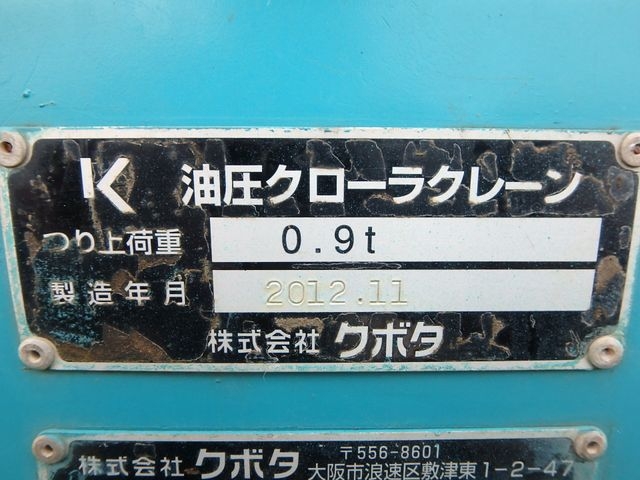 K 油圧クローラクレーン
つり上荷重 0.9t
製造年月 2012.11
株式会社 クボタ
〒556-8601
株式会社 クボタ 大阪市浪速区敷津東1-2-47